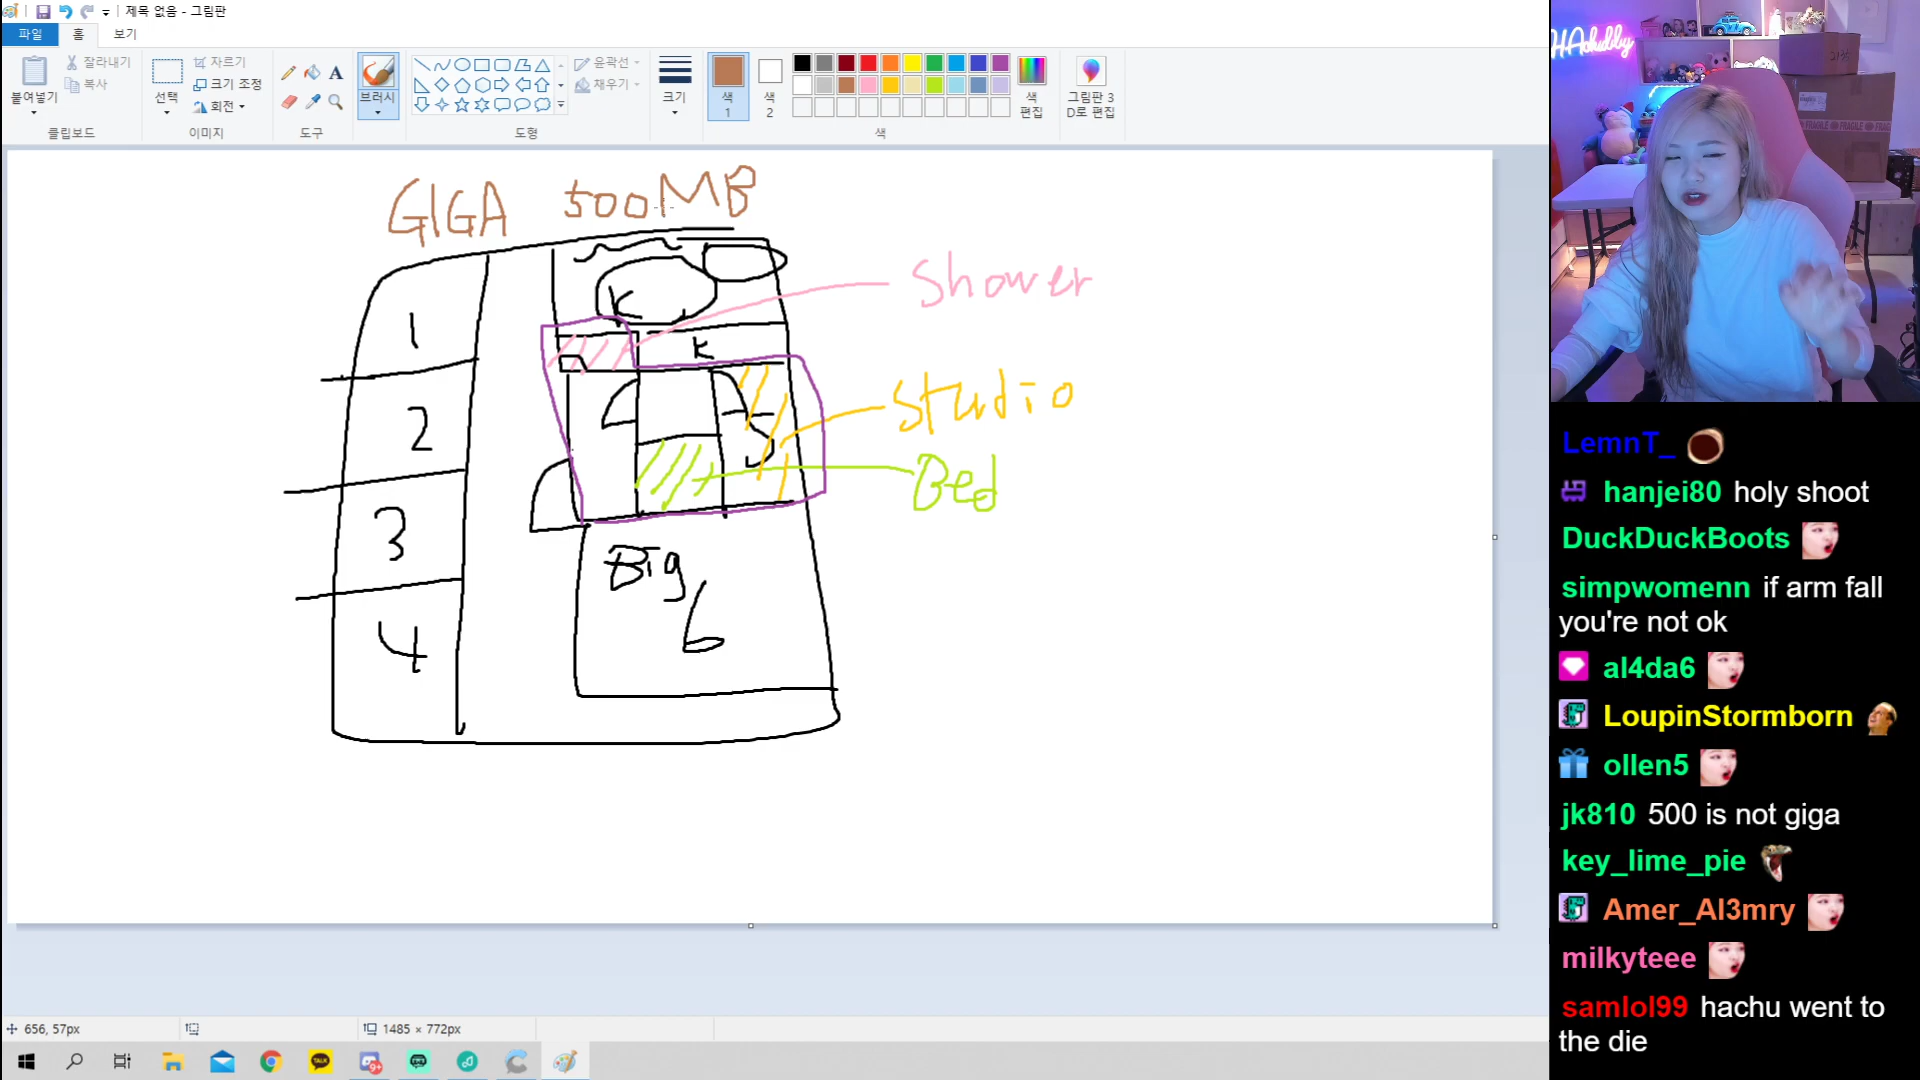 제목 없음 - 그림판
파일 홈 보기
붙여넣기
잘라내기
복사
클립보드
선택
자르기
크기 조정
회전
이미지
A
도구
브러시
윤곽선
채우기
도형
크기
색
1
색
2
색
편집
색
그림판 3
D로 편집
GIGA 500MB
K
K
1
2
3
4
5
Big
6
Shower
Studio
Bed
656, 57px
1485 × 772px
TALK
9+
HAchubby
FRAGILE FRAGILE
LemnT_
hanjei80 holy shoot
DuckDuckBoots
simpwomenn if arm fall
you're not ok
al4da6
LoupinStormborn
ollen5
jk810 500 is not giga
key_lime_pie
Amer_Al3mry
milkyteee
samlol99 hachu went to
the die